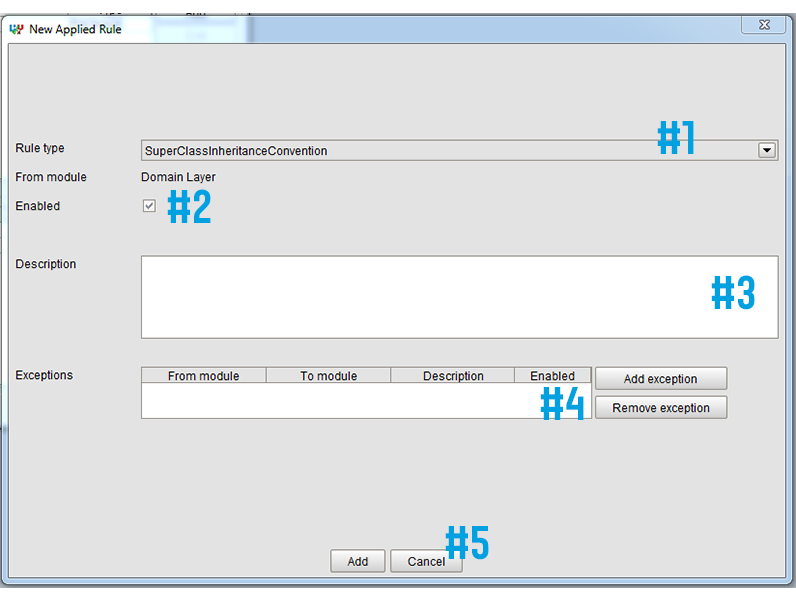 New Applied Rule
#1
Rule type
SuperClassInheritanceConvention
From module
Domain Layer
Enabled
#2
Description
#3
Exceptions
From module
To module
Description
Enabled
Add exception
#4
Remove exception
#5
Add
Cancel